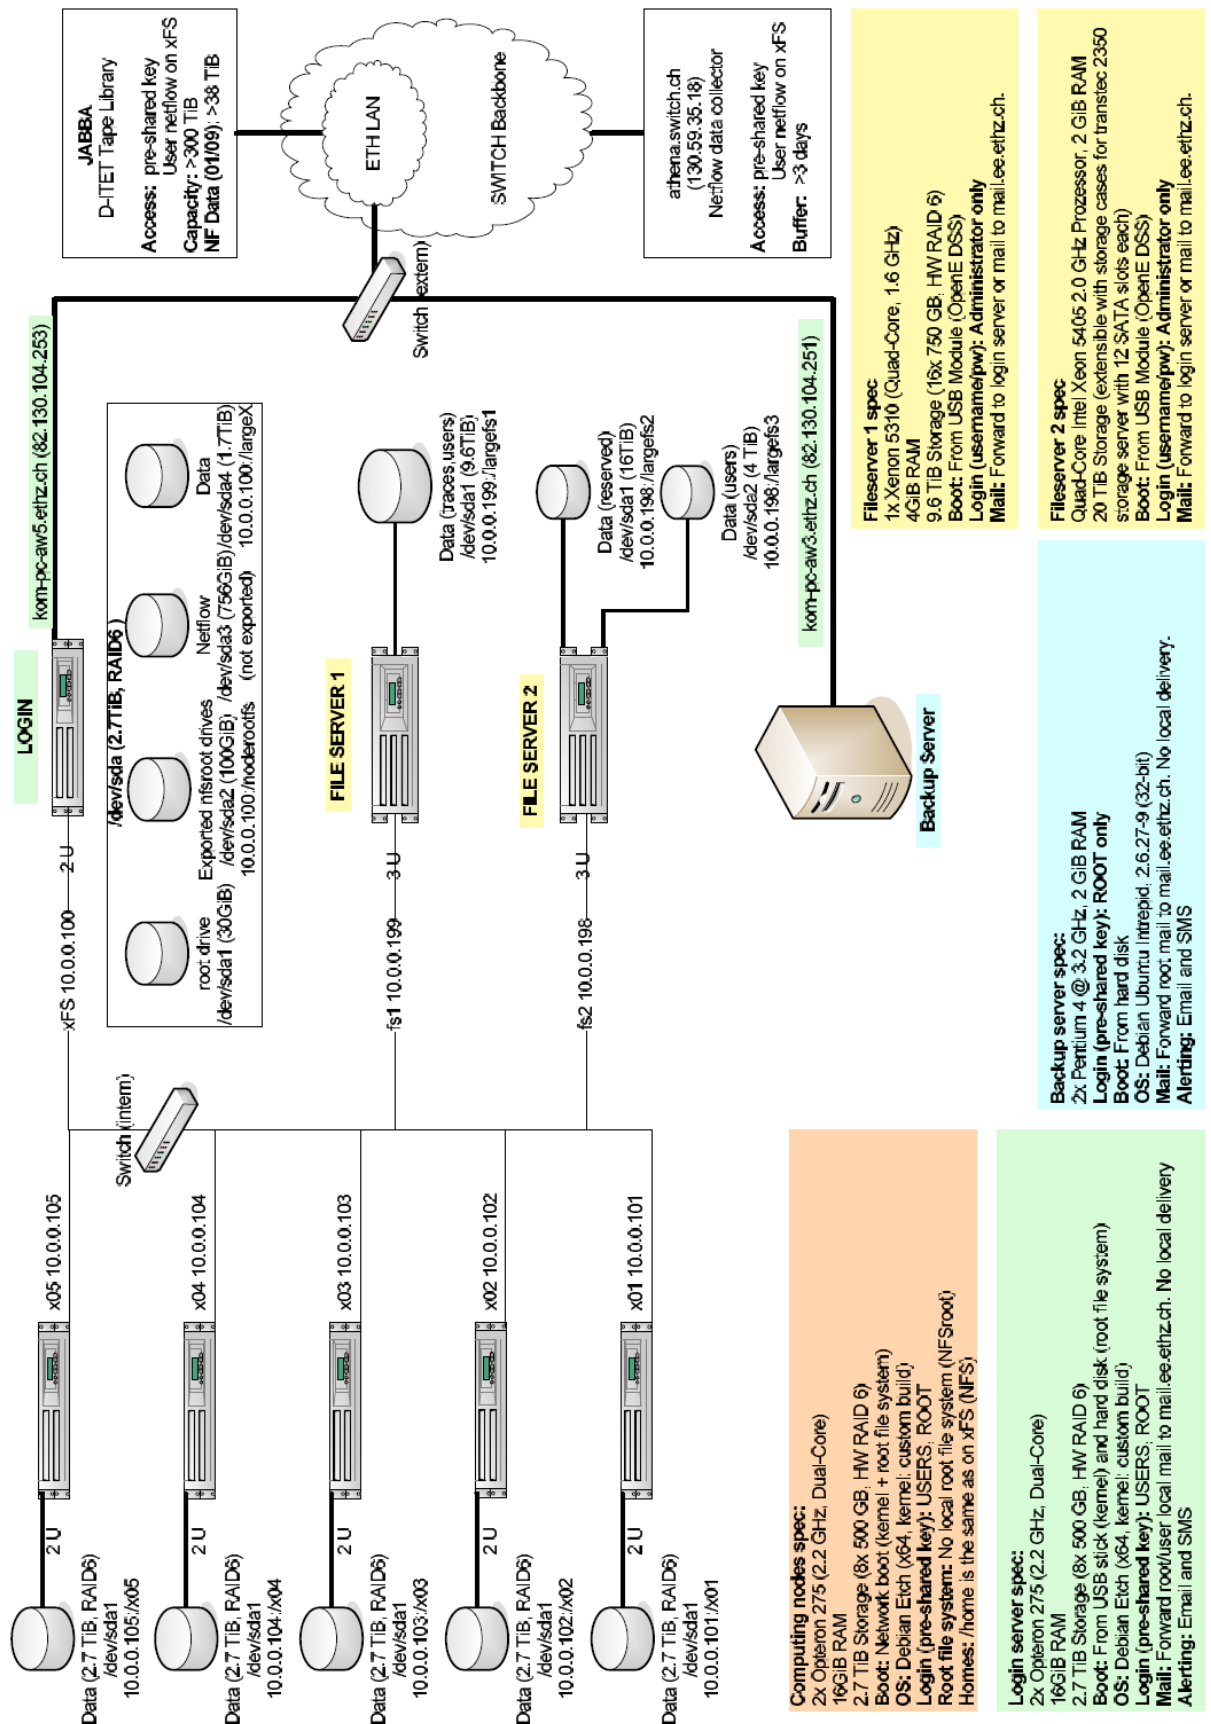 Data (2.7 TiB, RAID6)
/dev/sda1
10.0.0.105:/x05
2 U
x05 10.0.0.105
Data (2.7 TiB, RAID6)
/dev/sda1
10.0.0.104:/x04
2 U
x04 10.0.0.104
Data (2.7 TiB, RAID6)
/dev/sda1
10.0.0.103:/x03
2 U
x03 10.0.0.103
Data (2.7 TiB, RAID6)
/dev/sda1
10.0.0.102:/x02
2 U
x02 10.0.0.102
Data (2.7 TiB, RAID6)
/dev/sda1
10.0.0.101:/x01
2 U
x01 10.0.0.101
Switch (intern)
xFS 10.0.0.100
2 U
LOGIN
kom-pc-aw5.ethz.ch (82.130.104.253)
/dev/sda (2.7TiB, RAID6 )
root drive
/dev/sda1 (30GiB)
Exported nfsroot drives
/dev/sda2 (100GiB)
10.0.0.100:/noderootfs
Netflow
/dev/sda3 (756GiB)
(not exported)
Data
/dev/sda4 (1.7TiB)
10.0.0.100:/largeX
fs1 10.0.0.199
3 U
FILE SERVER 1
Data (traces,users)
/dev/sda1 (9.6TiB)
10.0.0.199:/largefs1
fs2 10.0.0.198
3 U
FILE SERVER 2
Data (reserved)
/dev/sda1 (16TiB)
10.0.0.198:/largefs2
Data (users)
/dev/sda2 (4 TiB)
10.0.0.198:/largefs3
Backup Server
kom-pc-aw3.ethz.ch (82.130.104.251)
Switch (extern)
JABBA
D-ITET Tape Library
Access: pre-shared key
User netflow on xFS
Capacity: >300 TiB
NF Data (01/09): >38 TiB
ETH LAN
SWITCH Backbone
athena.switch.ch
(130.59.35.18)
Netflow data collector
Access: pre-shared key
User netflow on xFS
Buffer: >3 days
Computing nodes spec:
2x Opteron 275 (2.2 GHz, Dual-Core)
16GiB RAM
2.7 TiB Storage (8x 500 GB, HW RAID 6)
Boot: Network boot (kernel + root file system)
OS: Debian Etch (x64, kernel: custom build)
Login (pre-shared key): USERS, ROOT
Root file system: No local root file system (NFSroot)
Homes: /home is the same as on xFS (NFS)
Login server spec:
2x Opteron 275 (2.2 GHz, Dual-Core)
16GiB RAM
2.7 TiB Storage (8x 500 GB, HW RAID 6)
Boot: From USB stick (kernel) and hard disk (root file system)
OS: Debian Etch (x64, kernel: custom build)
Login (pre-shared key): USERS, ROOT
Mail: Forward root/user local mail to mail.ee.ethz.ch. No local delivery
Alerting: Email and SMS
Backup server spec:
2x Pentium 4 @ 3.2 GHz, 2 GiB RAM
Login (pre-shared key): ROOT only
Boot: From hard disk
OS: Debian Ubuntu Intrepid, 2.6.27-9 (32-bit)
Mail: Forward root mail to mail.ee.ethz.ch. No local delivery.
Alerting: Email and SMS
Fileserver 1 spec
1x Xenon 5310 (Quad-Core, 1.6 GHz)
4GiB RAM
9.6 TiB Storage (16x 750 GB, HW RAID 6)
Boot: From USB Module (OpenE DSS)
Login (username/pw): Administrator only
Mail: Forward to login server or mail to mail.ee.ethz.ch.
Fileserver 2 spec
Quad-Core Intel Xeon 5405 2.0 GHz Prozessor, 2 GiB RAM
20 TiB Storage (extensible with storage cases for transtec 2350
storage server with 12 SATA slots each)
Boot: From USB Module (OpenE DSS)
Login (username/pw): Administrator only
Mail: Forward to login server or mail to mail.ee.ethz.ch.